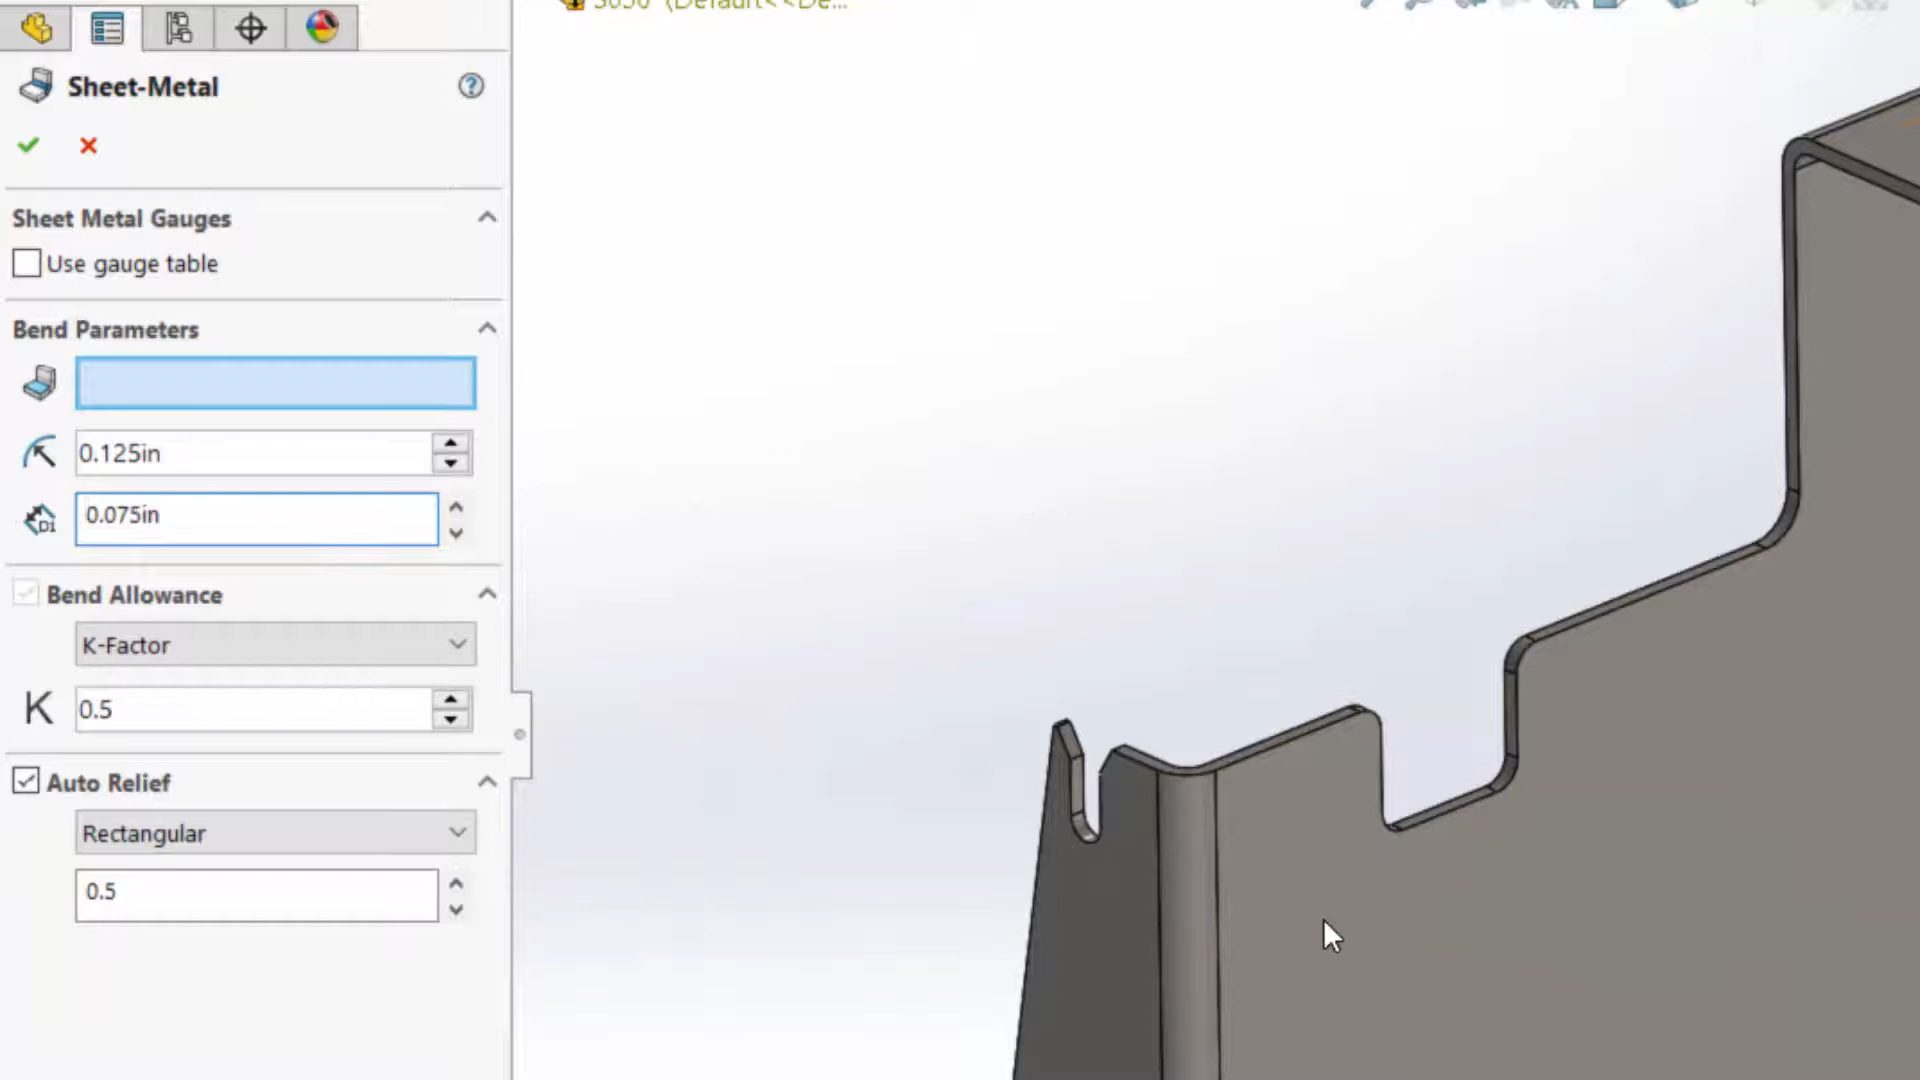 Sheet-Metal
Sheet Metal Gauges
Use gauge table
Bend Parameters
0.125in
D1
0.075in
Bend Allowance
K-Factor
K
0.5
Auto Relief
Rectangular
0.5